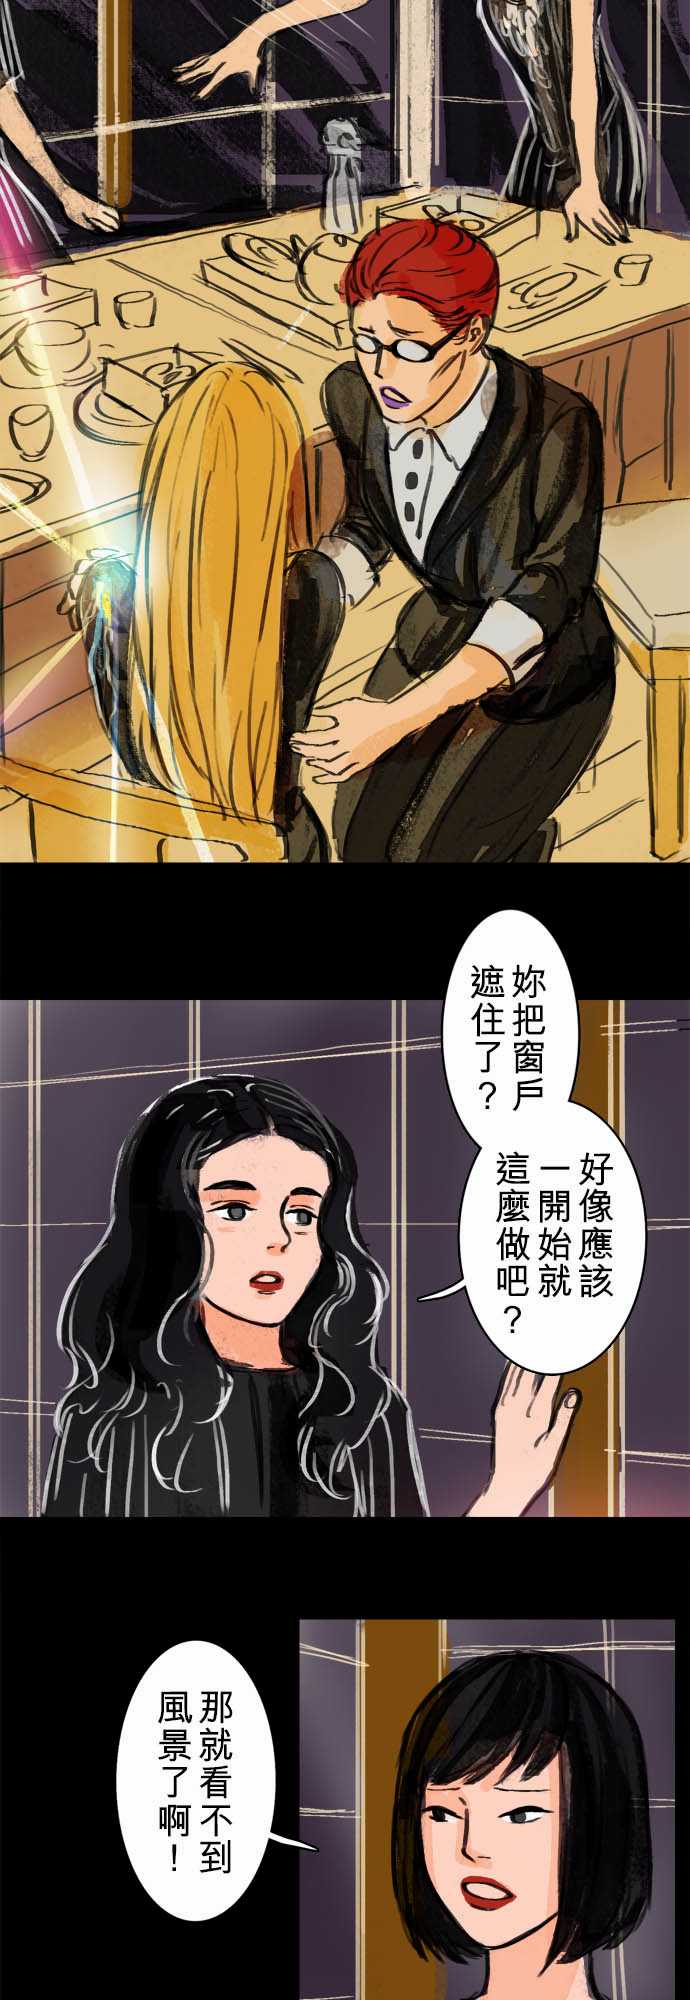 妳把窗戶
遮住了？
好像應該
一開始就
這麼做吧？
那就看不到
風景了啊！